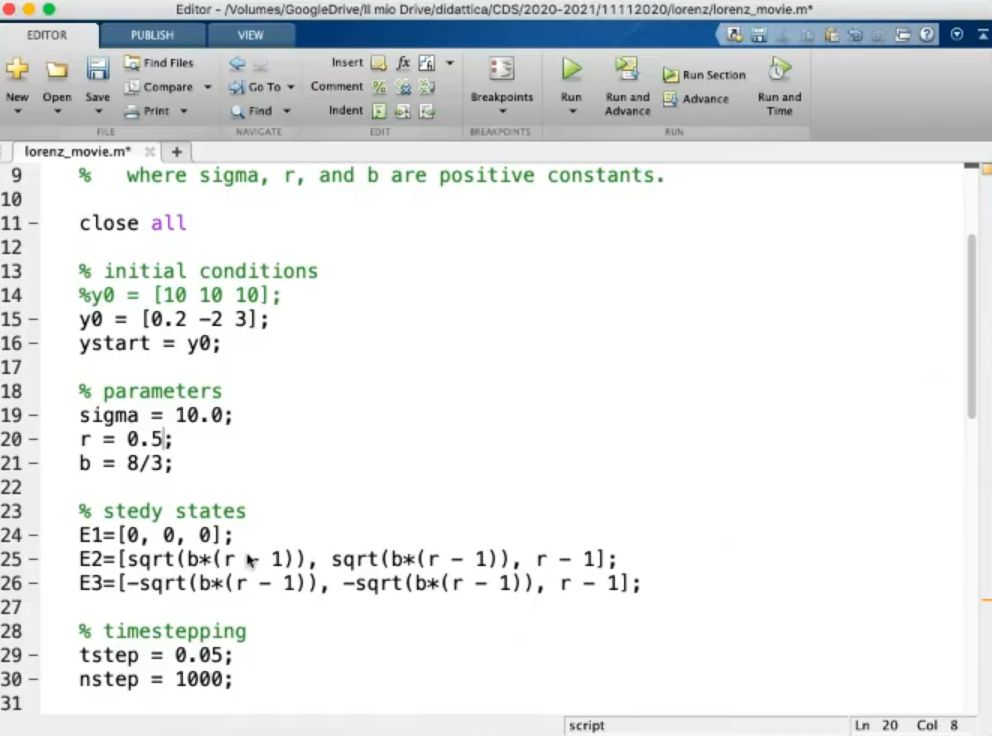 Editor - /Volumes/GoogleDrive/Il mio Drive/didattica/CDS/2020-2021/11112020/lorenz/lorenz_movie.m*
EDITOR PUBLISH VIEW
New Open Save Find Files Compare Print
FILE
Go To Find
NAVIGATE
Insert fx
Comment %
Indent
EDIT
Breakpoints
BREAKPOINTS
Run Run and Advance Run Section Advance Run and Time
RUN
lorenz_movie.m* × +
9 % where sigma, r, and b are positive constants.
10
11 - close all
12
13 % initial conditions
14 %y0 = [10 10 10];
15 - y0 = [0.2 -2 3];
16 - ystart = y0;
17
18 % parameters
19 - sigma = 10.0;
20 - r = 0.5;
21 - b = 8/3;
22
23 % stedy states
24 - E1=[0, 0, 0];
25 - E2=[sqrt(b*(r - 1)), sqrt(b*(r - 1)), r - 1];
26 - E3=[-sqrt(b*(r - 1)), -sqrt(b*(r - 1)), r - 1];
27
28 % timestepping
29 - tstep = 0.05;
30 - nstep = 1000;
31
script Ln 20 Col 8